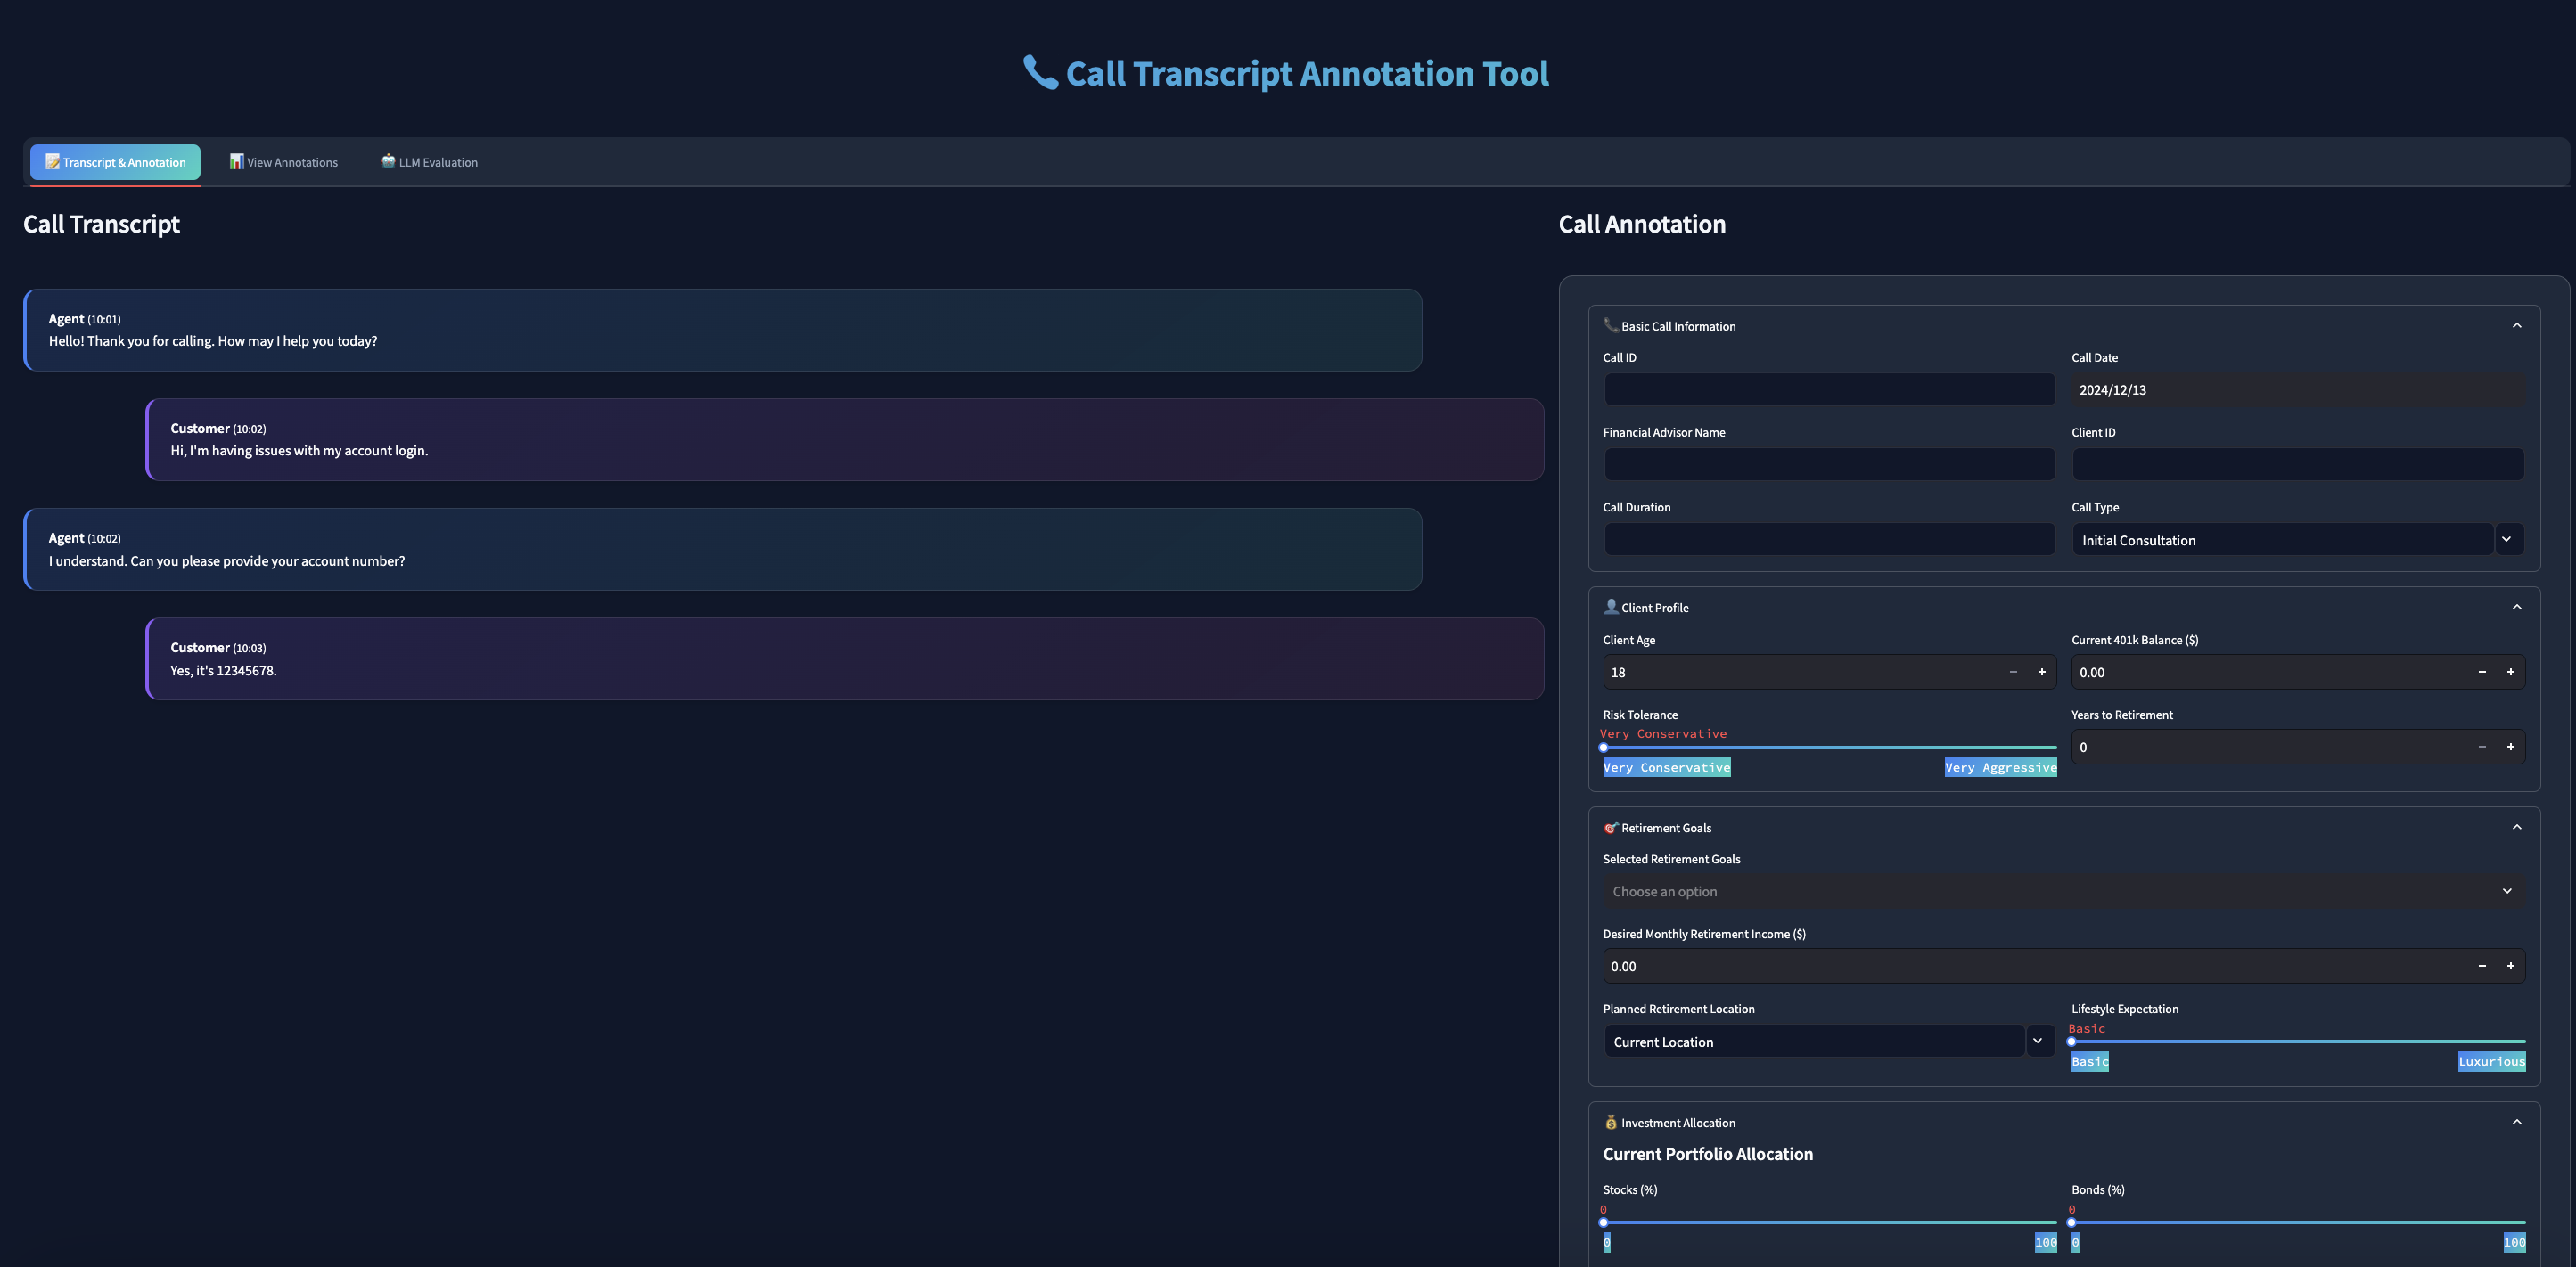 Call Transcript Annotation Tool
Transcript & Annotation
View Annotations
LLM Evaluation
Call Transcript
Agent (10:01)
Hello! Thank you for calling. How may I help you today?
Customer (10:02)
Hi, I'm having issues with my account login.
Agent (10:02)
I understand. Can you please provide your account number?
Customer (10:03)
Yes, it's 12345678.
Call Annotation
Basic Call Information
Call ID
Call Date
2024/12/13
Financial Advisor Name
Client ID
Call Duration
Call Type
Initial Consultation
Client Profile
Client Age
Current 401k Balance ($)
18
0.00
Risk Tolerance
Years to Retirement
Very Conservative
0
Very Conservative
Very Aggressive
Retirement Goals
Selected Retirement Goals
Choose an option
Desired Monthly Retirement Income ($)
0.00
Planned Retirement Location
Lifestyle Expectation
Current Location
Basic
Basic
Luxurious
Investment Allocation
Current Portfolio Allocation
Stocks (%)
Bonds (%)
0
0
0
100
0
100